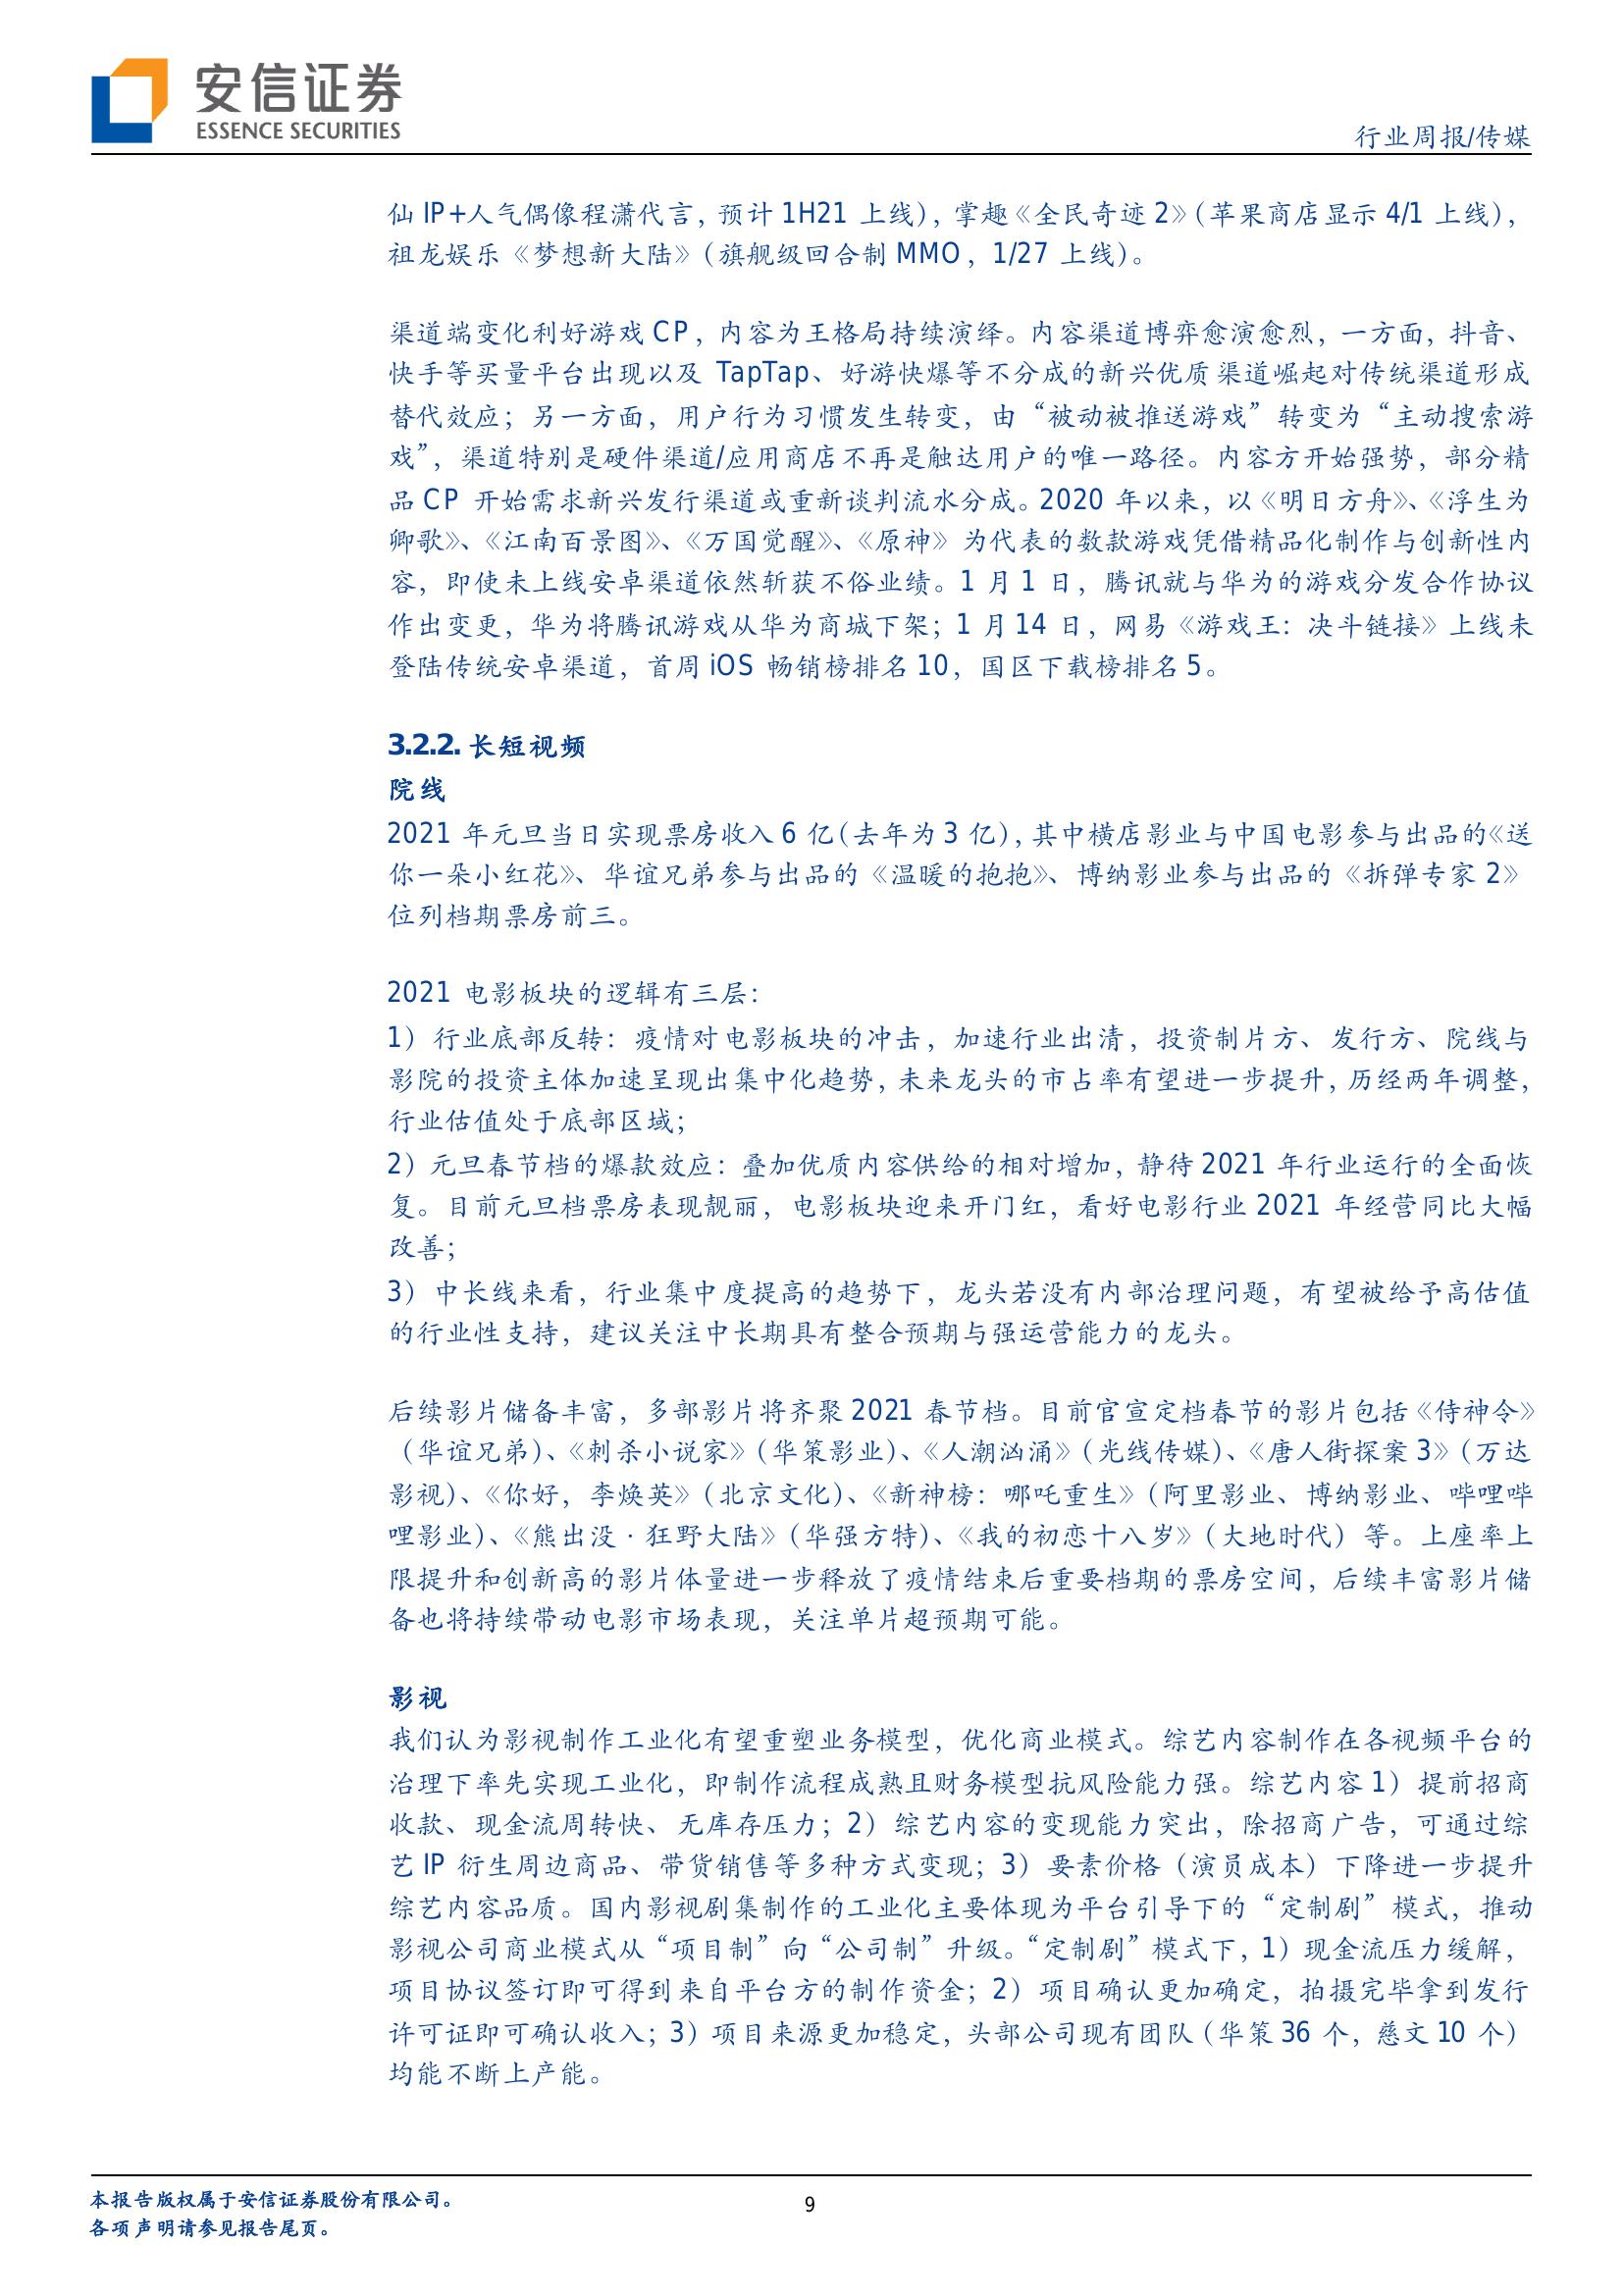 安信证券
ESSENCE SECURITIES
行业周报/传媒
仙 IP+人气偶像程潇代言，预计 1H21 上线），掌趣《全民奇迹 2》（苹果商店显示 4/1 上线），
祖龙娱乐《梦想新大陆》（旗舰级回合制 MMO，1/27 上线）。
渠道端变化利好游戏 CP，内容为王格局持续演绎。内容渠道博弈愈演愈烈，一方面，抖音、
快手等买量平台出现以及 TapTap、好游快爆等不分成的新兴优质渠道崛起对传统渠道形成
替代效应；另一方面，用户行为习惯发生转变，由“被动被推送游戏”转变为“主动搜索游
戏”，渠道特别是硬件渠道/应用商店不再是触达用户的唯一路径。内容方开始强势，部分精
品 CP 开始需求新兴发行渠道或重新谈判流水分成。2020 年以来，以《明日方舟》、《浮生为
卿歌》、《江南百景图》、《万国觉醒》、《原神》为代表的数款游戏凭借精品化制作与创新性内
容，即使未上线安卓渠道依然斩获不俗业绩。1 月 1 日，腾讯就与华为的游戏分发合作协议
作出变更，华为将腾讯游戏从华为商城下架；1 月 14 日，网易《游戏王：决斗链接》上线未
登陆传统安卓渠道，首周 iOS 畅销榜排名 10，国区下载榜排名 5。
3.2.2. 长短视频
院线
2021 年元旦当日实现票房收入 6 亿（去年为 3 亿），其中横店影业与中国电影参与出品的《送
你一朵小红花》、华谊兄弟参与出品的《温暖的抱抱》、博纳影业参与出品的《拆弹专家 2》
位列档期票房前三。
2021 电影板块的逻辑有三层：
1）行业底部反转：疫情对电影板块的冲击，加速行业出清，投资制片方、发行方、院线与
影院的投资主体加速呈现出集中化趋势，未来龙头的市占率有望进一步提升，历经两年调整，
行业估值处于底部区域；
2）元旦春节档的爆款效应：叠加优质内容供给的相对增加，静待 2021 年行业运行的全面恢
复。目前元旦档票房表现靓丽，电影板块迎来开门红，看好电影行业 2021 年经营同比大幅
改善；
3）中长线来看，行业集中度提高的趋势下，龙头若没有内部治理问题，有望被给予高估值
的行业性支持，建议关注中长期具有整合预期与强运营能力的龙头。
后续影片储备丰富，多部影片将齐聚 2021 春节档。目前官宣定档春节的影片包括《侍神令》
（华谊兄弟）、《刺杀小说家》（华策影业）、《人潮汹涌》（光线传媒）、《唐人街探案 3》（万达
影视）、《你好，李焕英》（北京文化）、《新神榜：哪吒重生》（阿里影业、博纳影业、哔哩哔
哩影业）、《熊出没·狂野大陆》（华强方特）、《我的初恋十八岁》（大地时代）等。上座率上
限提升和创新高的影片体量进一步释放了疫情结束后重要档期的票房空间，后续丰富影片储
备也将持续带动电影市场表现，关注单片超预期可能。
影视
我们认为影视制作工业化有望重塑业务模型，优化商业模式。综艺内容制作在各视频平台的
治理下率先实现工业化，即制作流程成熟且财务模型抗风险能力强。综艺内容 1）提前招商
收款、现金流周转快、无库存压力；2）综艺内容的变现能力突出，除招商广告，可通过综
艺 IP 衍生周边商品、带货销售等多种方式变现；3）要素价格（演员成本）下降进一步提升
综艺内容品质。国内影视剧集制作的工业化主要体现为平台引导下的“定制剧”模式，推动
影视公司商业模式从“项目制”向“公司制”升级。“定制剧”模式下，1）现金流压力缓解，
项目协议签订即可得到来自平台方的制作资金；2）项目确认更加确定，拍摄完毕拿到发行
许可证即可确认收入；3）项目来源更加稳定，头部公司现有团队（华策 36 个，慈文 10 个）
均能不断上产能。
本报告版权属于安信证券股份有限公司。
9
各项声明请参见报告尾页。